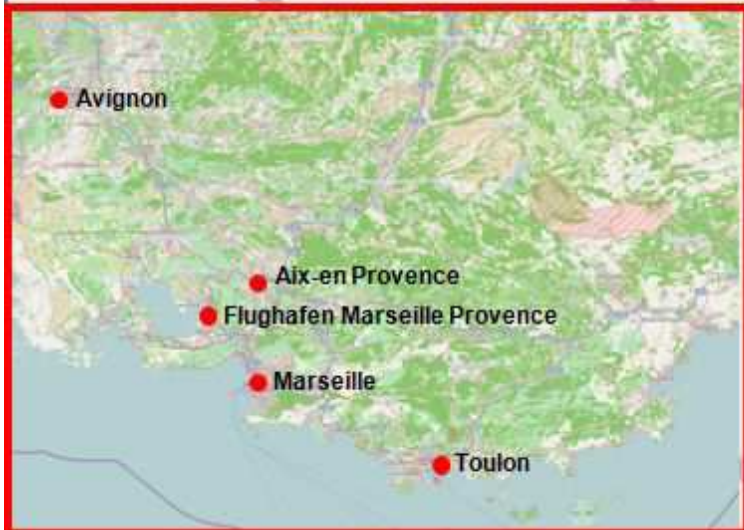 Avignon
Aix-en Provence
Flughafen Marseille Provence
Marseille
Toulon